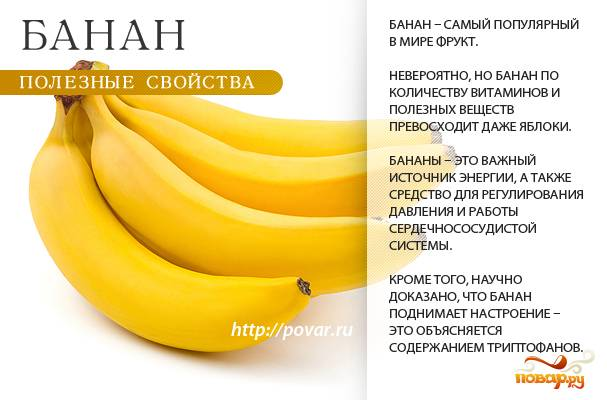 БАНАН
ПОЛЕЗНЫЕ СВОЙСТВА
БАНАН – САМЫЙ ПОПУЛЯРНЫЙ
В МИРЕ ФРУКТ.
НЕВЕРОЯТНО, НО БАНАН ПО
КОЛИЧЕСТВУ ВИТАМИНОВ И
ПОЛЕЗНЫХ ВЕЩЕСТВ
ПРЕВОСХОДИТ ДАЖЕ ЯБЛОКИ.
БАНАНЫ – ЭТО ВАЖНЫЙ
ИСТОЧНИК ЭНЕРГИИ, А ТАКЖЕ
СРЕДСТВО ДЛЯ РЕГУЛИРОВАНИЯ
ДАВЛЕНИЯ И РАБОТЫ
СЕРДЕЧНОСОСУДИСТОЙ
СИСТЕМЫ.
КРОМЕ ТОГО, НАУЧНО
ДОКАЗАНО, ЧТО БАНАН
ПОДНИМАЕТ НАСТРОЕНИЕ –
ЭТО ОБЪЯСНЯЕТСЯ
СОДЕРЖАНИЕМ ТРИПТОФАНОВ.
http://povar.ru
повар.ру